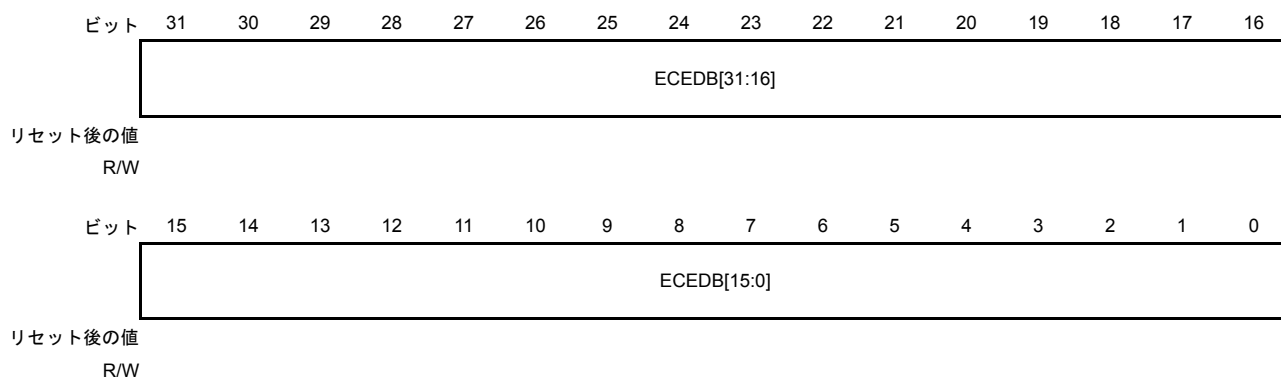 ビット 31 30 29 28 27 26 25 24 23 22 21 20 19 18 17 16
ECEDB[31:16]
リセット後の値
R/W
ビット 15 14 13 12 11 10 9 8 7 6 5 4 3 2 1 0
ECEDB[15:0]
リセット後の値
R/W